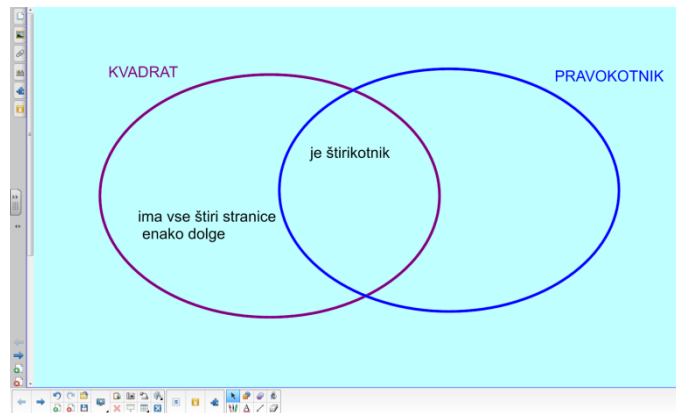 KVADRAT
PRAVOKOTNIK
je štirikotnik
ima vse štiri stranice
enako dolge